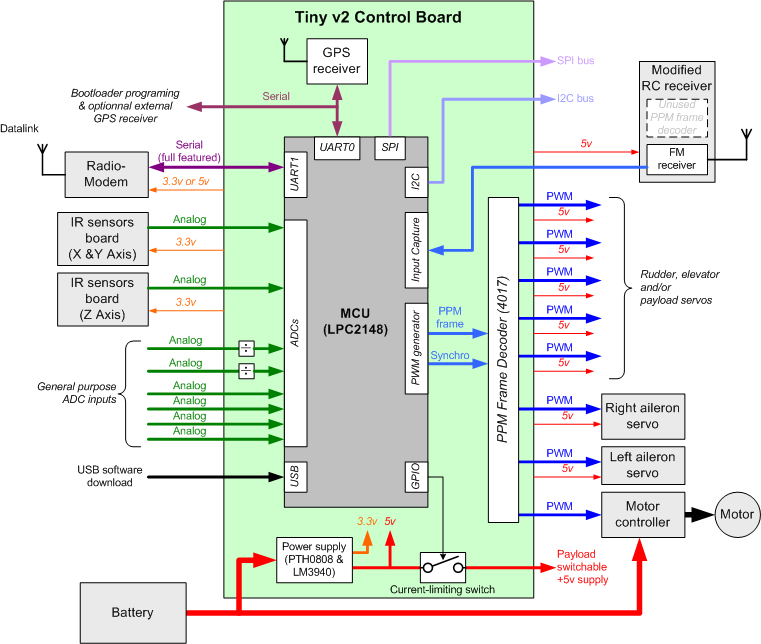 Tiny v2 Control Board
GPS
receiver
SPI bus
Modified
RC receiver
Unused
PPM frame
decoder
FM
receiver
Bootloader programing
& optionnal external
GPS receiver
Serial
I2C bus
Datalink
UART0
SPI
5v
Radio-
Modem
Serial
(full featured)
3.3v or 5v
UART1
I2C
IR sensors
board
(X &Y Axis)
Analog
3.3v
Input Capture
IR sensors
board
(Z Axis)
Analog
3.3v
ADCs
MCU
(LPC2148)
PWM generator
PPM
frame
Synchro
PPM Frame Decoder (4017)
PWM
5v
PWM
5v
PWM
5v
PWM
5v
PWM
5v
Rudder, elevator
and/or
payload servos
General purpose
ADC inputs
Analog
÷
Analog
÷
Analog
Analog
Analog
Analog
PWM
5v
Right aileron
servo
USB software
download
USB
GPIO
PWM
5v
Left aileron
servo
PWM
Motor
controller
Motor
Power supply
(PTH0808 &
LM3940)
3.3v
5v
Current-limiting switch
Payload
switchable
+5v supply
Battery